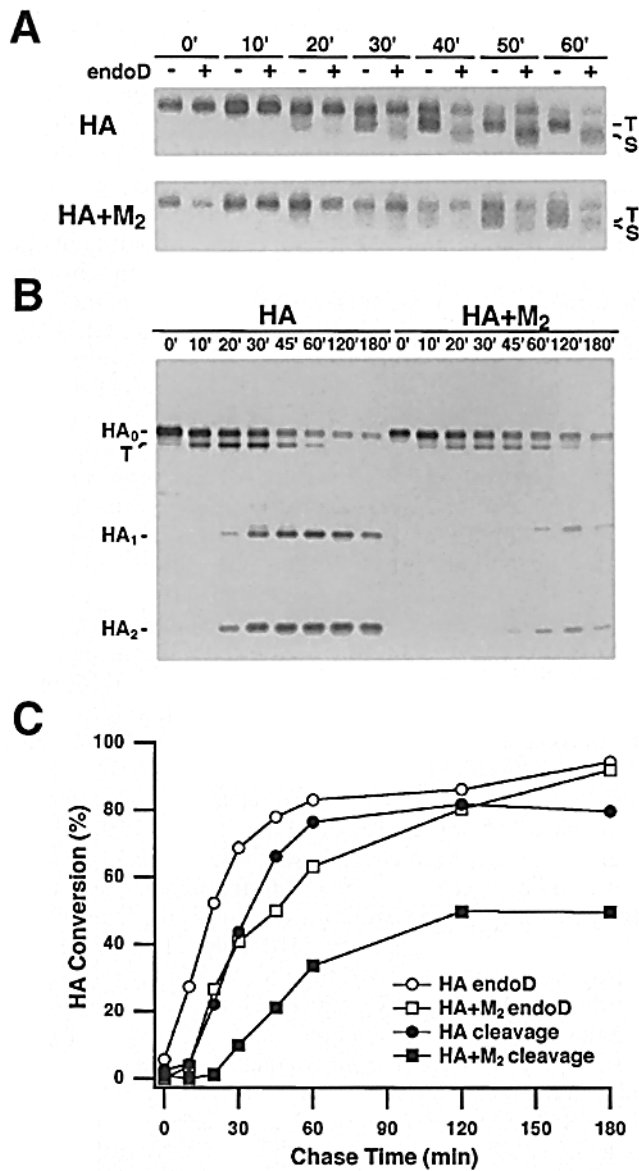 A
0' 10' 20' 30' 40' 50' 60'
endoD - + - + - + - + - + - + - +
HA
T
S
HA+M₂
T
S
B
HA HA+M₂
0' 10' 20' 30' 45' 60' 120' 180' 0' 10' 20' 30' 45' 60' 120' 180'
HA₀-
T
HA₁-
HA₂-
C
HA Conversion (%)
100
80
60
40
20
0
HA endoD
HA+M₂ endoD
HA cleavage
HA+M₂ cleavage
0 30 60 90 120 150 180
Chase Time (min)